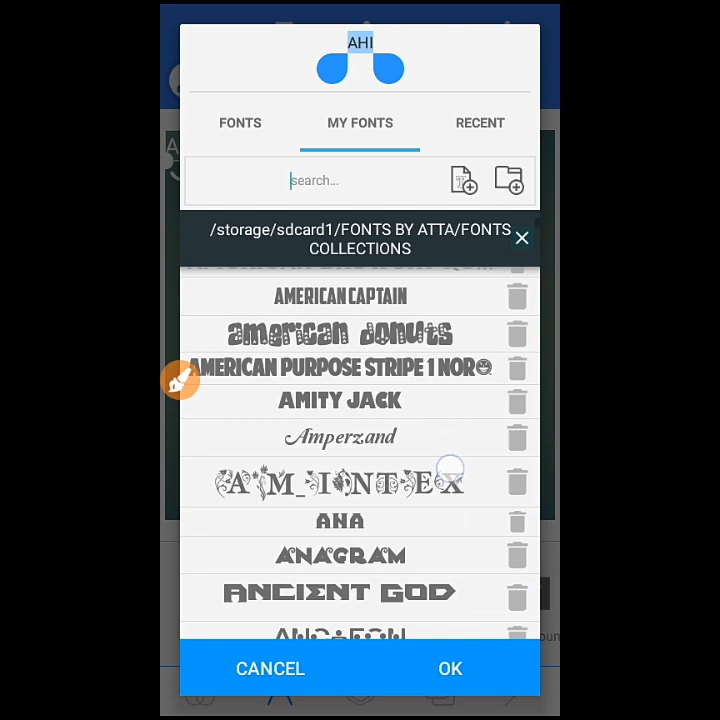 AHI
FONTS MY FONTS RECENT
search...
/storage/sdcard1/FONTS BY ATTA/FONTS
COLLECTIONS
AMERICAN CAPTAIN
american donuts
AMERICAN PURPOSE STRIPE 1 NOR
AMITY JACK
Amperzand
AM_INTEX
ANA
ANAGRAM
ANCIENT GOD
CANCEL OK